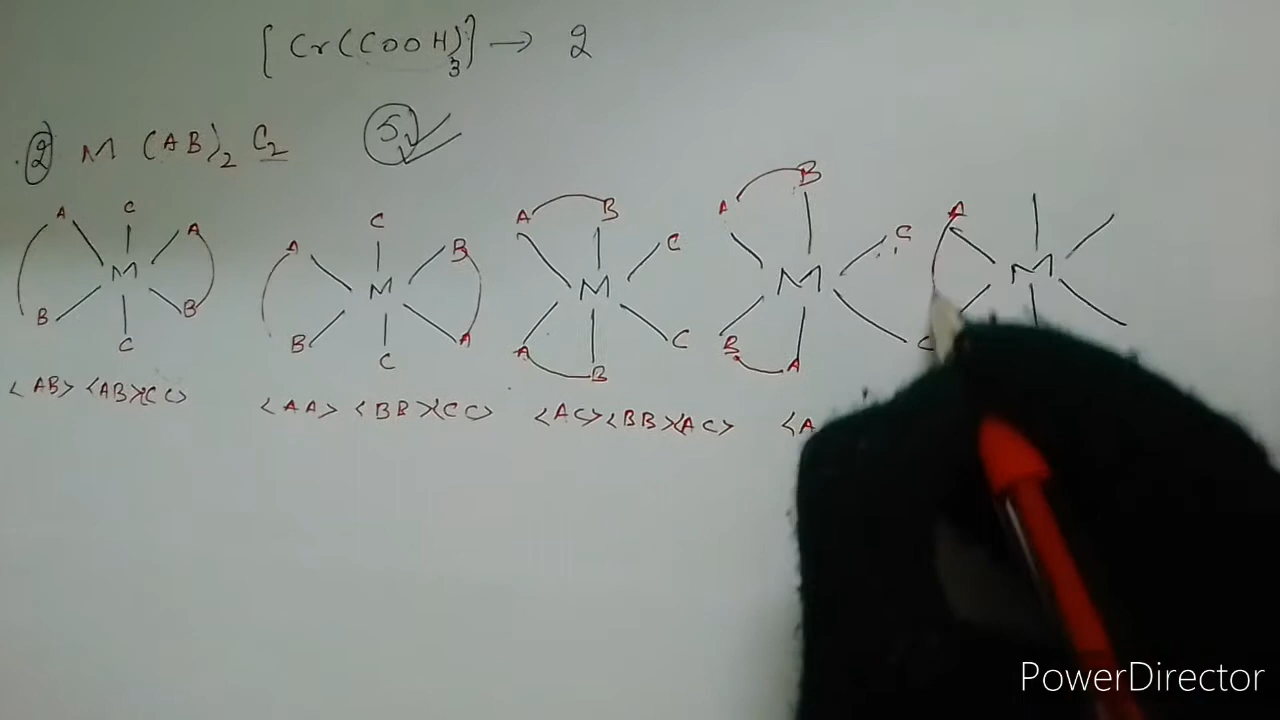 [Cr(COOH)3] → 2
② M (AB)2 C2 ⑤
A C A M B B C
A C B M B A C
A B C M A B C
A B C M B A C
A M
<AB> <AB><CC>
<AA> <BB><CC>
<AC><BB><AC>
<A
PowerDirector